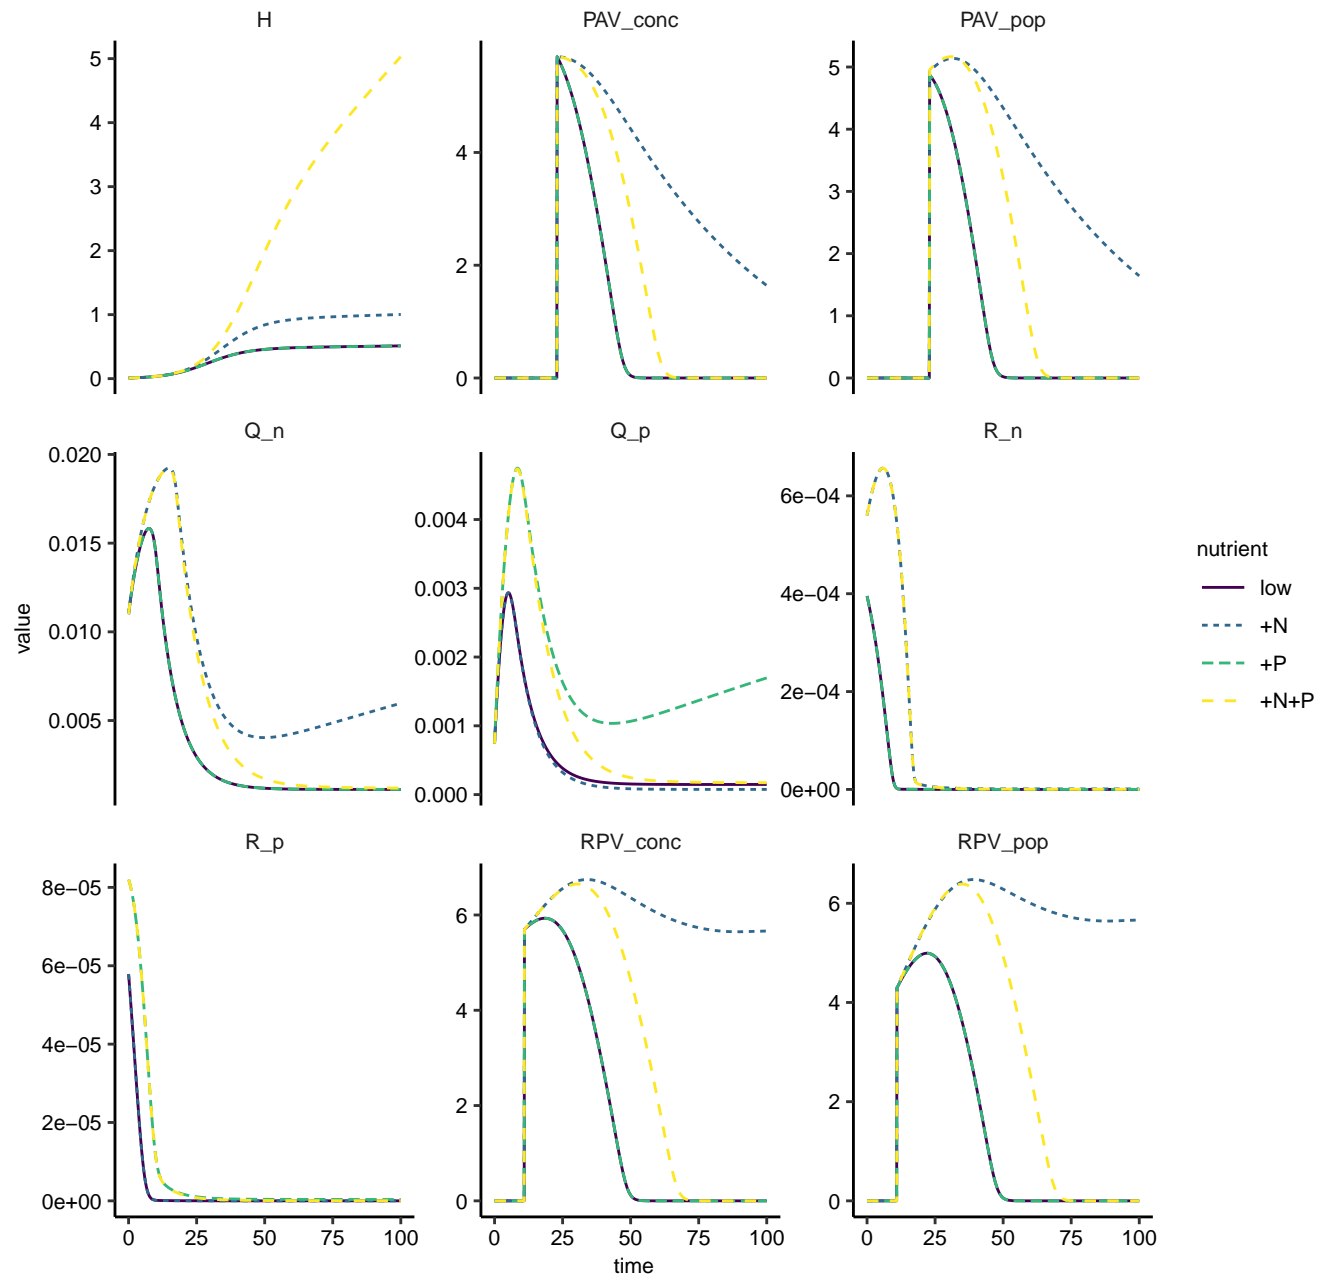 H
PAV_conc
PAV_pop
5
4
3
2
1
0
4
2
0
5
4
3
2
1
0
Q_n
Q_p
R_n
0.020
0.015
0.010
0.005
0.004
0.003
0.002
0.001
0.000
6e−04
4e−04
2e−04
0e+00
R_p
RPV_conc
RPV_pop
8e−05
6e−05
4e−05
2e−05
0e+00
6
4
2
0
6
4
2
0
0 25 50 75 100
0 25 50 75 100
0 25 50 75 100
time
value
nutrient
low
+N
+P
+N+P